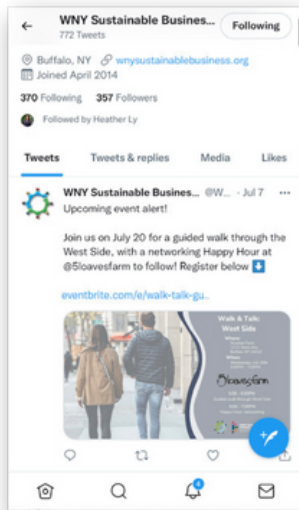 WNY Sustainable Busines...
772 Tweets
Following
Buffalo, NY wnysustainablebusiness.org
Joined April 2014
370 Following 357 Followers
Followed by Heather Ly
Tweets Tweets & replies Media Likes
WNY Sustainable Busines... @W... · Jul 7
Upcoming event alert!
Join us on July 20 for a guided walk through the
West Side, with a networking Happy Hour at
@5loavesfarm to follow! Register below
eventbrite.com/e/walk-talk-gu..
Walk & Talk:
West Side
5loavesfarm
4